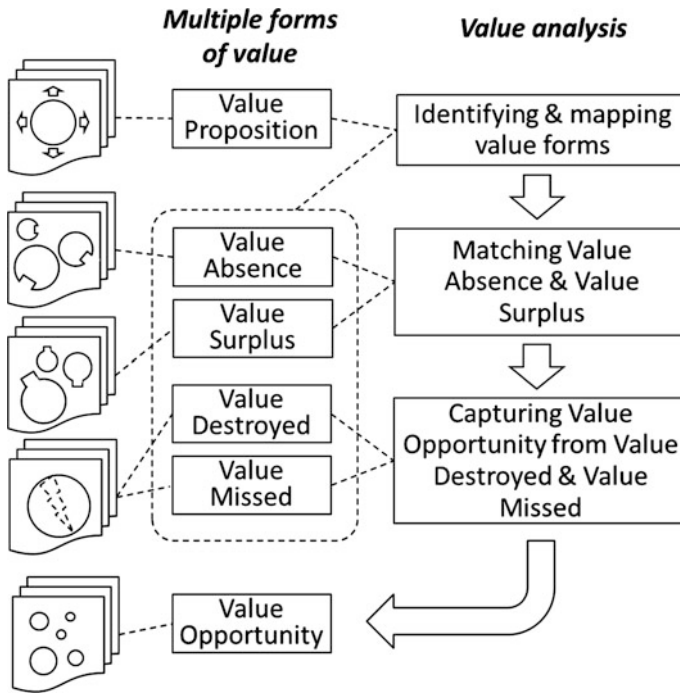 Multiple forms
of value
Value analysis
Value
Proposition
Identifying & mapping
value forms
Value
Absence
Matching Value
Absence & Value
Surplus
Value
Surplus
Value
Destroyed
Capturing Value
Opportunity from Value
Destroyed & Value
Missed
Value
Missed
Value
Opportunity